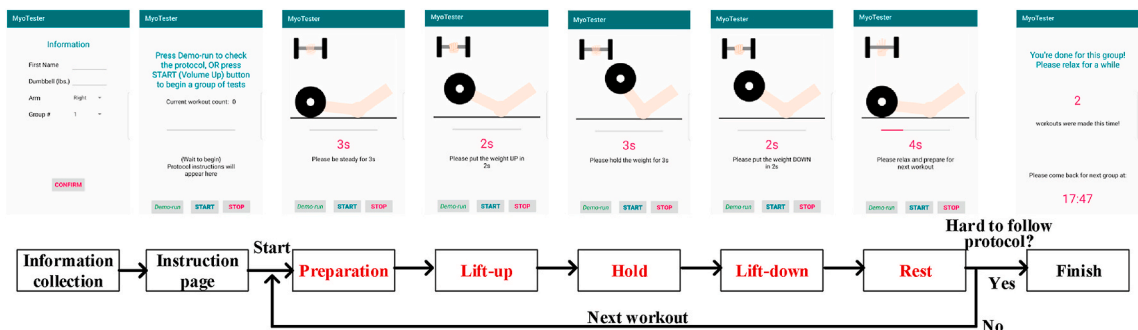 MyoTester
Information
First Name
Dumbbell (lbs.)
Arm Right
Group # 1
CONFIRM
MyoTester
Press Demo-run to check
the protocol, OR press
START (Volume Up) button
to begin a group of tests
Current workout count: 0
(Wait to begin)
Protocol instructions will
appear here
Demo-run START STOP
MyoTester
3s
Please be steady for 3s
Demo-run START STOP
MyoTester
2s
Please put the weight UP in
2s
Demo-run START STOP
MyoTester
3s
Please hold the weight for 3s
Demo-run START STOP
MyoTester
2s
Please put the weight DOWN
in 2s
Demo-run START STOP
MyoTester
4s
Please relax and prepare for
next workout
Demo-run START STOP
MyoTester
You're done for this group!
Please relax for a while
2
workouts were made this time!
Please come back for next group at:
17:47
Information
collection
Instruction
page
Start
Preparation
Lift-up
Hold
Lift-down
Rest
Hard to follow
protocol?
Yes
Finish
Next workout
No